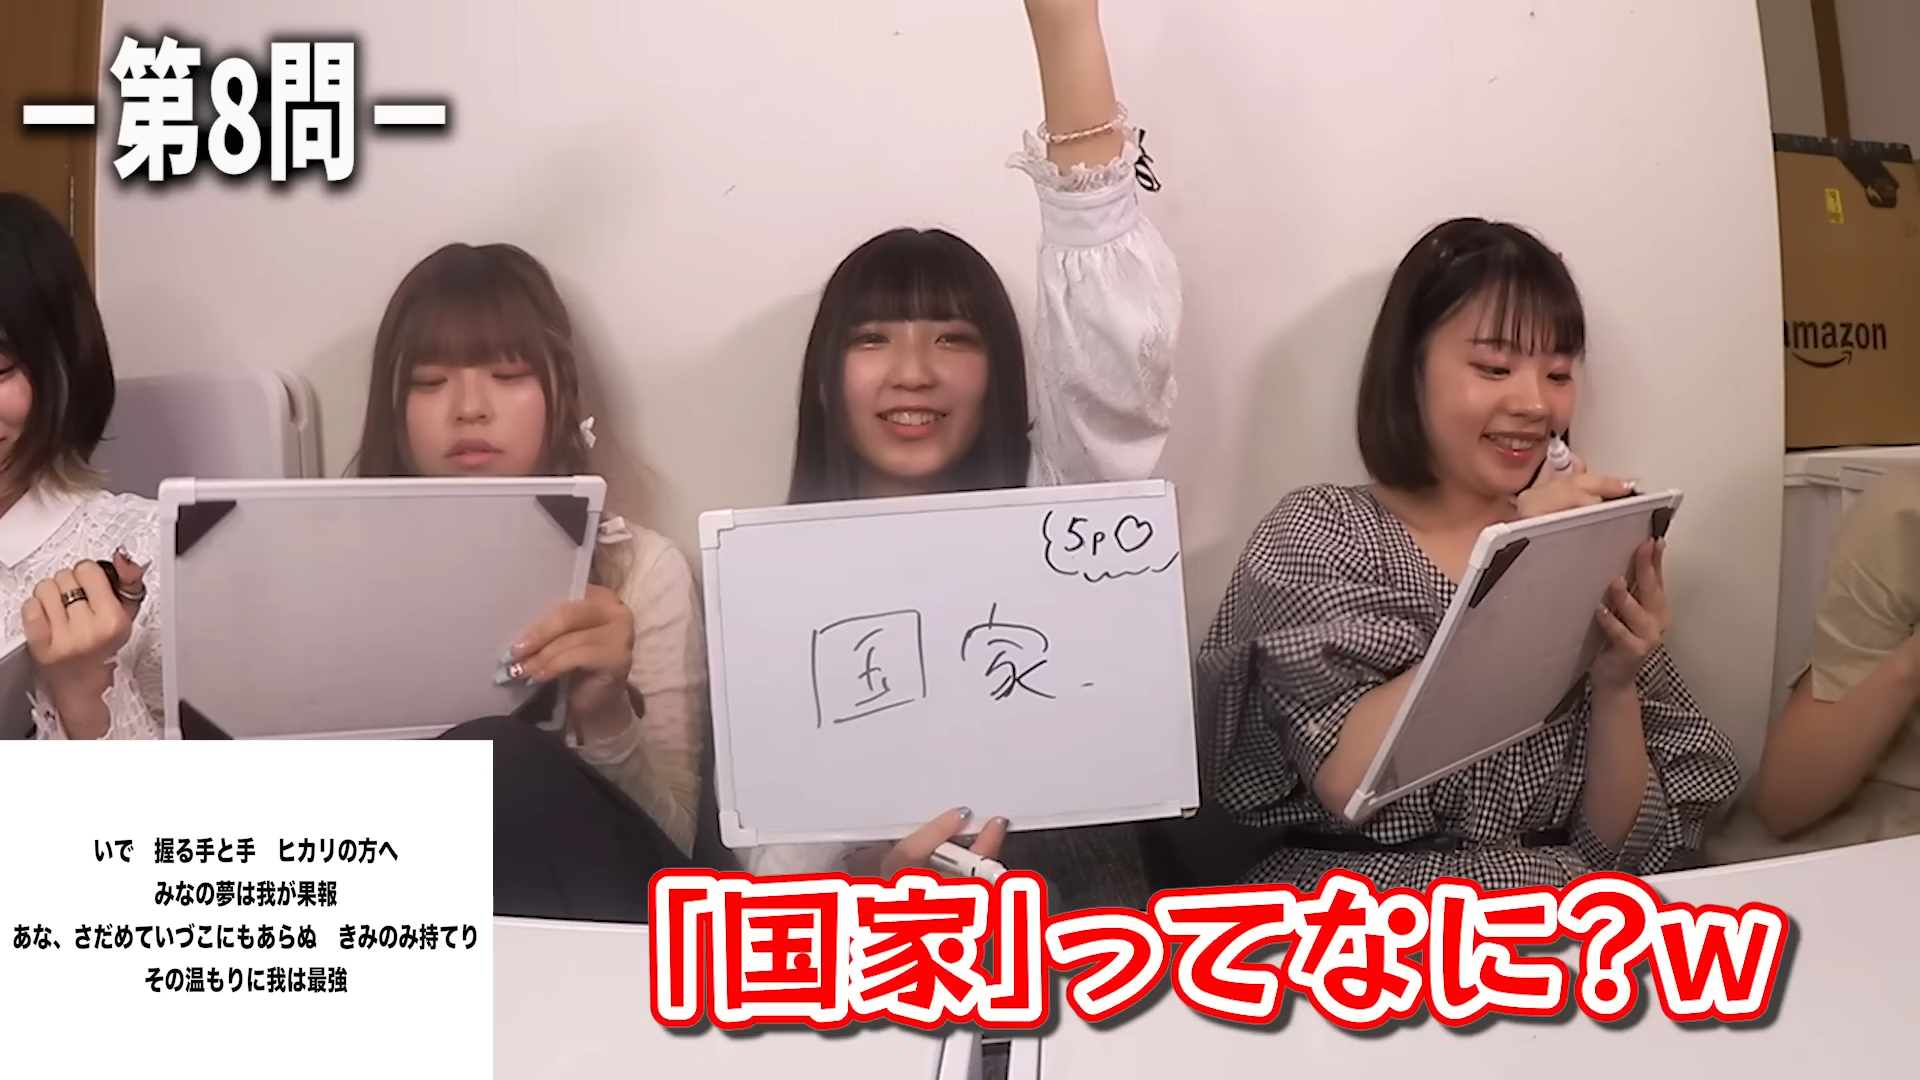 －第8問－
amazon
5p♡
国家.
いで　握る手と手　ヒカリの方へ
みなの夢は我が果報
あな、さだめていづこにもあらぬ　きみのみ持てり
その温もりに我は最強
「国家」ってなに？w